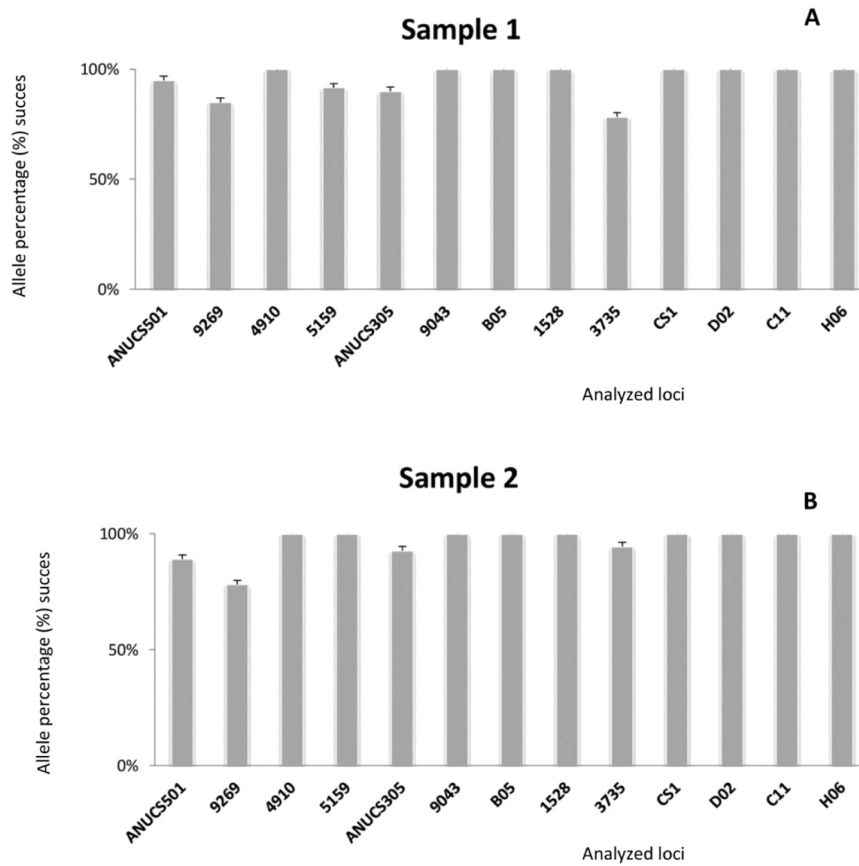 A
Sample 1
Allele percentage (%) succes
100%
50%
0%
ANUCS501
9269
4910
5159
ANUCS305
9043
B05
1528
3735
CS1
D02
C11
H06
Analyzed loci
Sample 2
B
Allele percentage (%) succes
100%
50%
0%
ANUCS501
9269
4910
5159
ANUCS305
9043
B05
1528
3735
CS1
D02
C11
H06
Analyzed loci